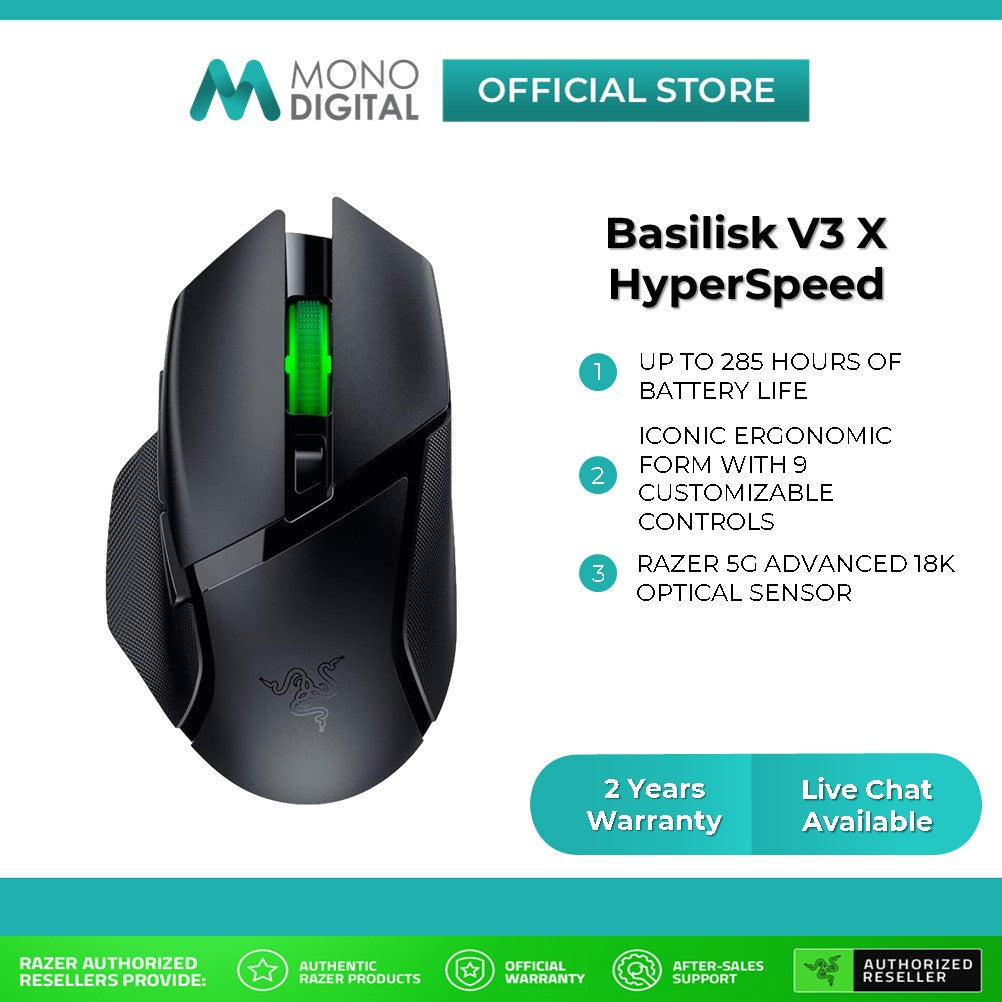 MONO
DIGITAL
OFFICIAL STORE
Basilisk V3 X
HyperSpeed
1
UP TO 285 HOURS OF
BATTERY LIFE
2
ICONIC ERGONOMIC
FORM WITH 9
CUSTOMIZABLE
CONTROLS
3
RAZER 5G ADVANCED 18K
OPTICAL SENSOR
2 Years
Warranty
Live Chat
Available
RAZER AUTHORIZED
RESELLERS PROVIDE:
AUTHENTIC
RAZER PRODUCTS
OFFICIAL
WARRANTY
AFTER-SALES
SUPPORT
AUTHORIZED
RESELLER